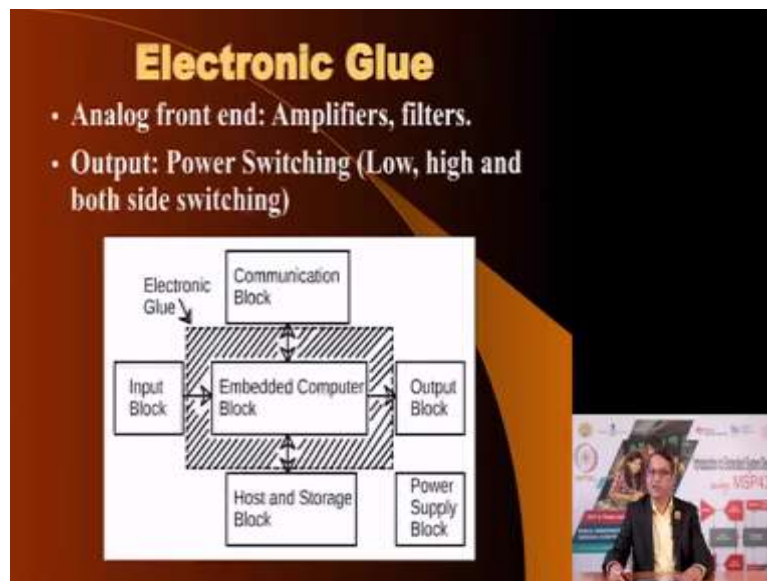 Electronic Glue
• Analog front end: Amplifiers, filters.
• Output: Power Switching (Low, high and
both side switching)
Communication
Block
Electronic
Glue
Input
Block
Embedded Computer
Block
Output
Block
Host and Storage
Block
Power
Supply
Block